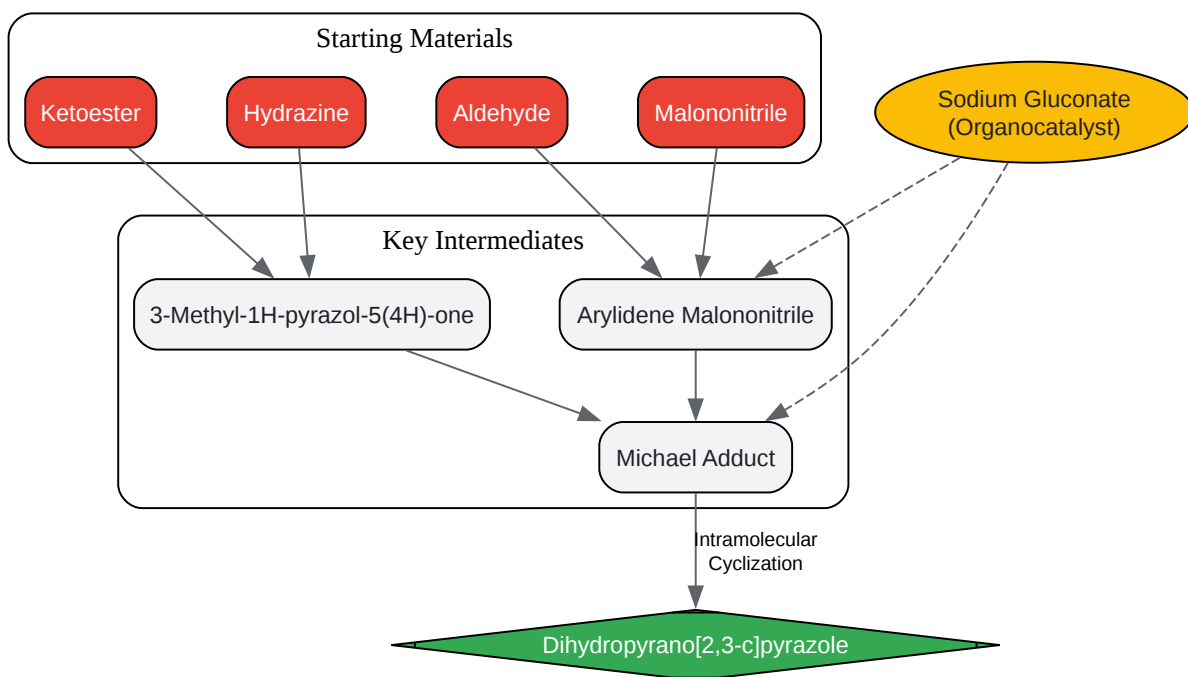 Starting Materials
Ketoester
Hydrazine
Aldehyde
Malononitrile
Sodium Gluconate
(Organocatalyst)
Key Intermediates
3-Methyl-1H-pyrazol-5(4H)-one
Arylidene Malononitrile
Michael Adduct
Intramolecular
Cyclization
Dihydropyrano[2,3-c]pyrazole